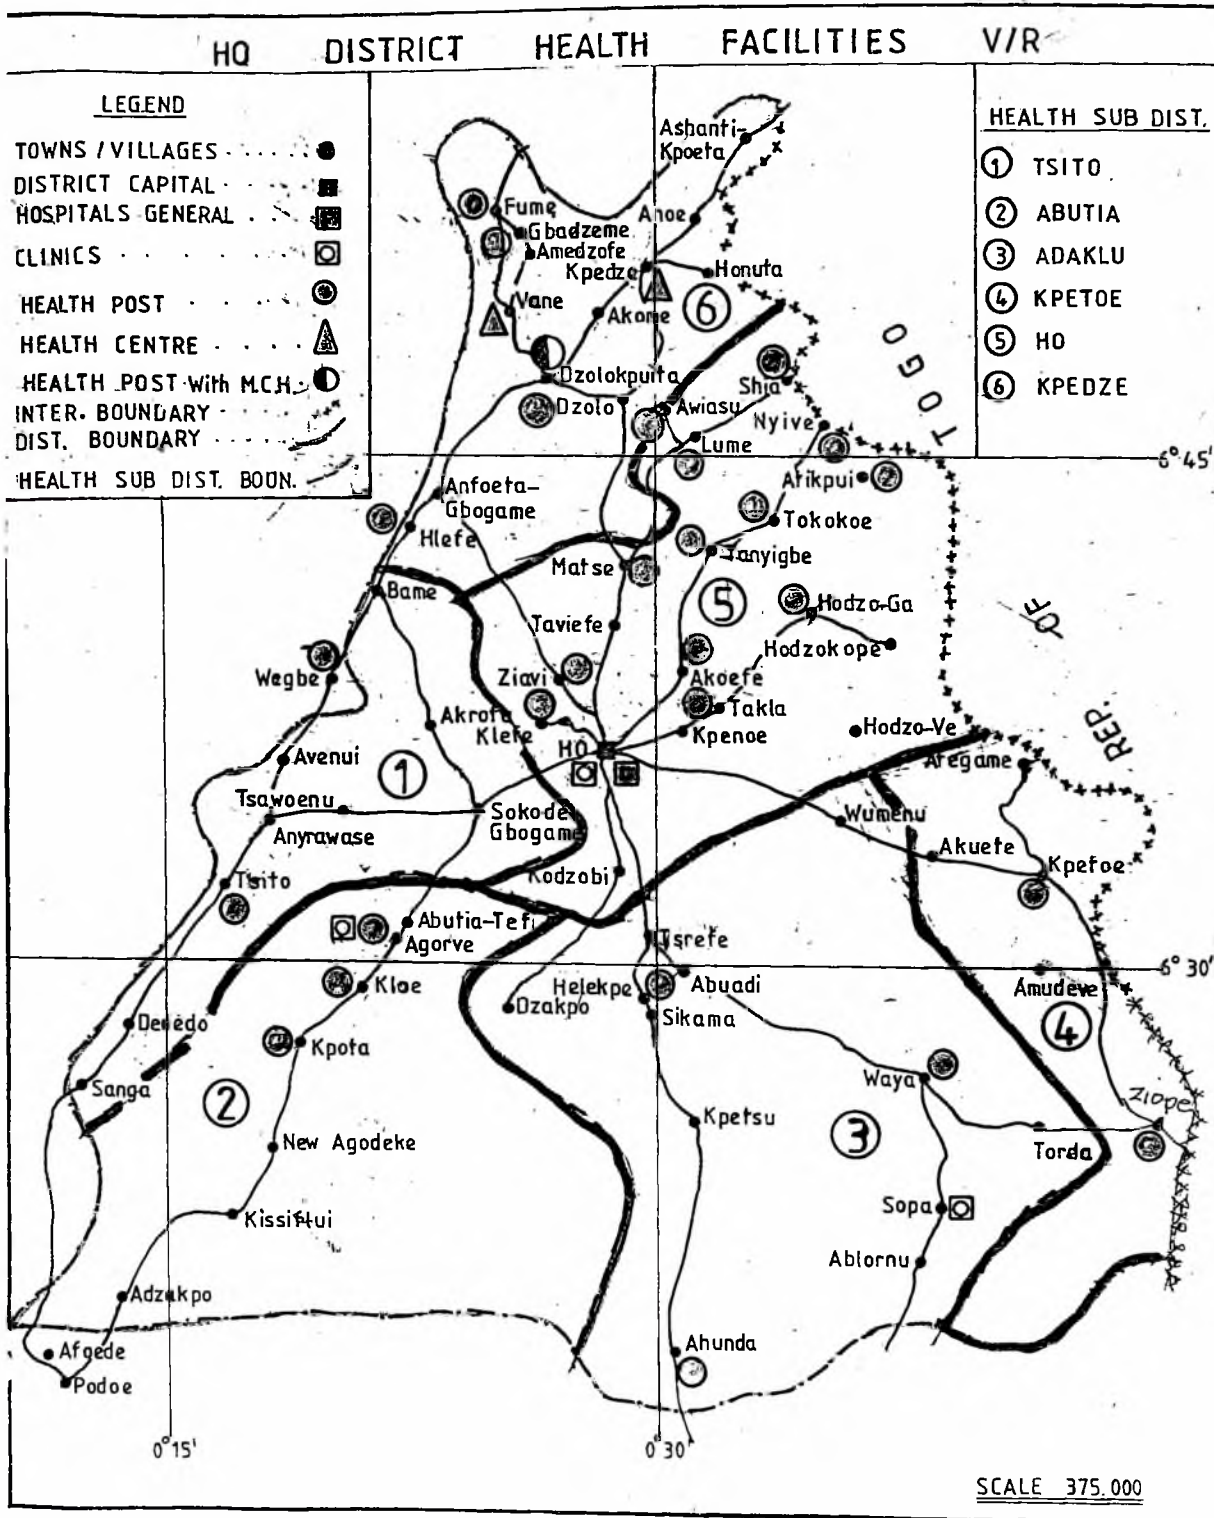 HO DISTRICT HEALTH FACILITIES V/R
LEGEND
TOWNS / VILLAGES
DISTRICT CAPITAL
HOSPITALS GENERAL
CLINICS
HEALTH POST
HEALTH CENTRE
HEALTH POST With M.C.H.
INTER. BOUNDARY
DIST. BOUNDARY
HEALTH SUB DIST. BOUN.
HEALTH SUB DIST.
1 TSITO
2 ABUTIA
3 ADAKLU
4 KPETOE
5 HO
6 KPEDZE
Ashanti-
Kpoeta
Fume
Ahoe
Gbadzeme
Amedzofe
Kpedze
Honuta
Vane
Akome
6
Dzolokpuita
Shia
Dzolo
Awiasu
Nyive
Lume
TOGO
6°45'
Atikpui
Anfoeta-
Gbogame
Tokokoe
Hlefe
Matse
Tanyigbe
Bame
5
Hodzo-Ga
Taviefe
Hodzokope
OF
Wegbe
Ziavi
Akoefe
Takla
Akrofu
Klefe
Kpenoe
Hodzo-Ve
REP.
HO
Avenui
1
Aregame
Tsawoenu
Sokode
Gbogame
Anyrawase
Wumenu
Akuete
Kpetoe
Tsito
Kodzobi
Abutia-Teti
Agorve
Tsrefe
6°30'
Kloe
Helekpe
Abuadi
Amudeve
Dzakpo
Sikama
4
Dededo
Kpota
Waya
Sanga
2
Kpetsu
3
Ziope
New Agodeke
Torda
Kissiflui
Sopa
Ablornu
Adzakpo
Afgede
Ahunda
Podoe
0°15'
0°30'
SCALE 375.000